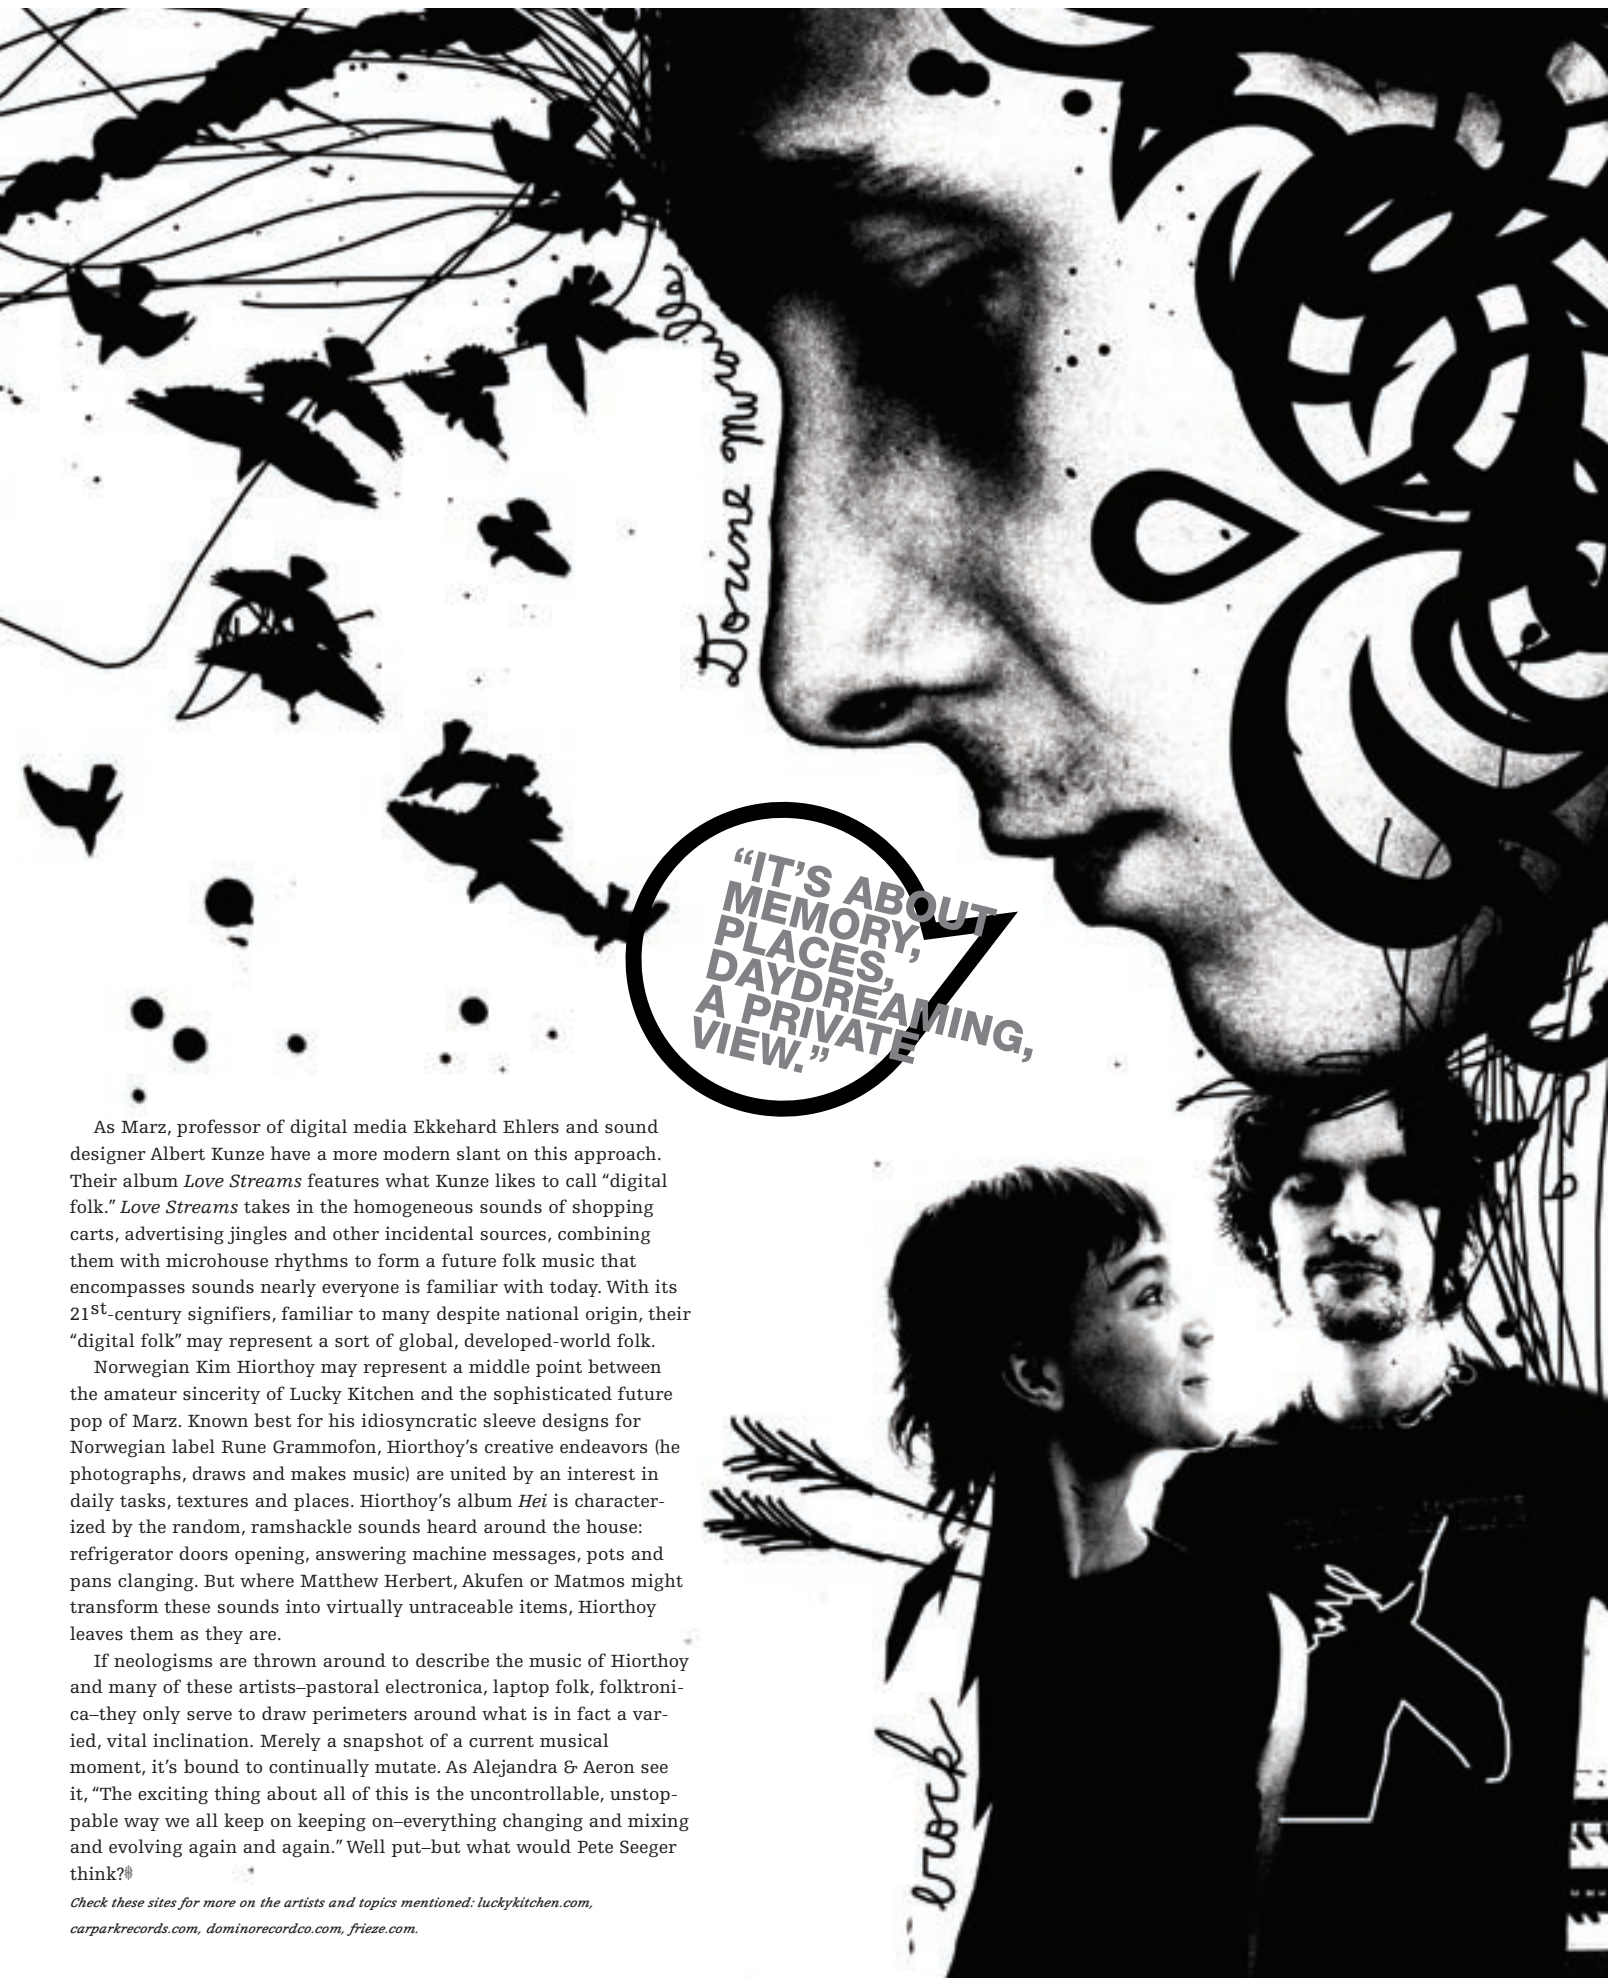 Dorine
“IT’S ABOUT
MEMORY,
PLACES,
DAYDREAMING,
A PRIVATE
VIEW.”
As Marz, professor of digital media Ekkehard Ehlers and sound
designer Albert Kunze have a more modern slant on this approach.
Their album Love Streams features what Kunze likes to call “digital
folk.” Love Streams takes in the homogeneous sounds of shopping
carts, advertising jingles and other incidental sources, combining
them with microhouse rhythms to form a future folk music that
encompasses sounds nearly everyone is familiar with today. With its
21st-century signifiers, familiar to many despite national origin, their
“digital folk” may represent a sort of global, developed-world folk.
Norwegian Kim Hiorthoy may represent a middle point between
the amateur sincerity of Lucky Kitchen and the sophisticated future
pop of Marz. Known best for his idiosyncratic sleeve designs for
Norwegian label Rune Grammofon, Hiorthoy’s creative endeavors (he
photographs, draws and makes music) are united by an interest in
daily tasks, textures and places. Hiorthoy’s album Hei is character-
ized by the random, ramshackle sounds heard around the house:
refrigerator doors opening, answering machine messages, pots and
pans clanging. But where Matthew Herbert, Akufen or Matmos might
transform these sounds into virtually untraceable items, Hiorthoy
leaves them as they are.
If neologisms are thrown around to describe the music of Hiorthoy
and many of these artists–pastoral electronica, laptop folk, folktroni-
ca–they only serve to draw perimeters around what is in fact a var-
ied, vital inclination. Merely a snapshot of a current musical
moment, it’s bound to continually mutate. As Alejandra & Aeron see
it, “The exciting thing about all of this is the uncontrollable, unstop-
pable way we all keep on keeping on–everything changing and mixing
and evolving again and again.” Well put–but what would Pete Seeger
think?
Check these sites for more on the artists and topics mentioned: luckykitchen.com,
carparkrecords.com, dominorecordco.com, frieze.com.